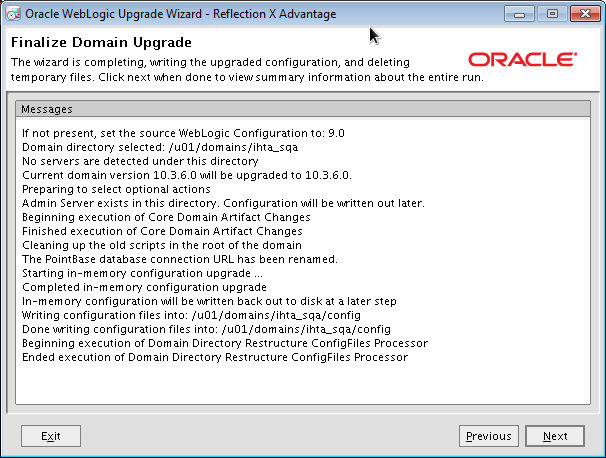 Oracle WebLogic Upgrade Wizard - Reflection X Advantage
Finalize Domain Upgrade
The wizard is completing, writing the upgraded configuration, and deleting
temporary files. Click next when done to view summary information about the entire run.
ORACLE
Messages
If not present, set the source WebLogic Configuration to: 9.0
Domain directory selected: /u01/domains/ihta_sqa
No servers are detected under this directory
Current domain version 10.3.6.0 will be upgraded to 10.3.6.0.
Preparing to select optional actions
Admin Server exists in this directory. Configuration will be written out later.
Beginning execution of Core Domain Artifact Changes
Finished execution of Core Domain Artifact Changes
Cleaning up the old scripts in the root of the domain
The PointBase database connection URL has been renamed.
Starting in-memory configuration upgrade ...
Completed in-memory configuration upgrade
In-memory configuration will be written back out to disk at a later step
Writing configuration files into: /u01/domains/ihta_sqa/config
Done writing configuration files into: /u01/domains/ihta_sqa/config
Beginning execution of Domain Directory Restructure ConfigFiles Processor
Ended execution of Domain Directory Restructure ConfigFiles Processor
Exit
Previous
Next